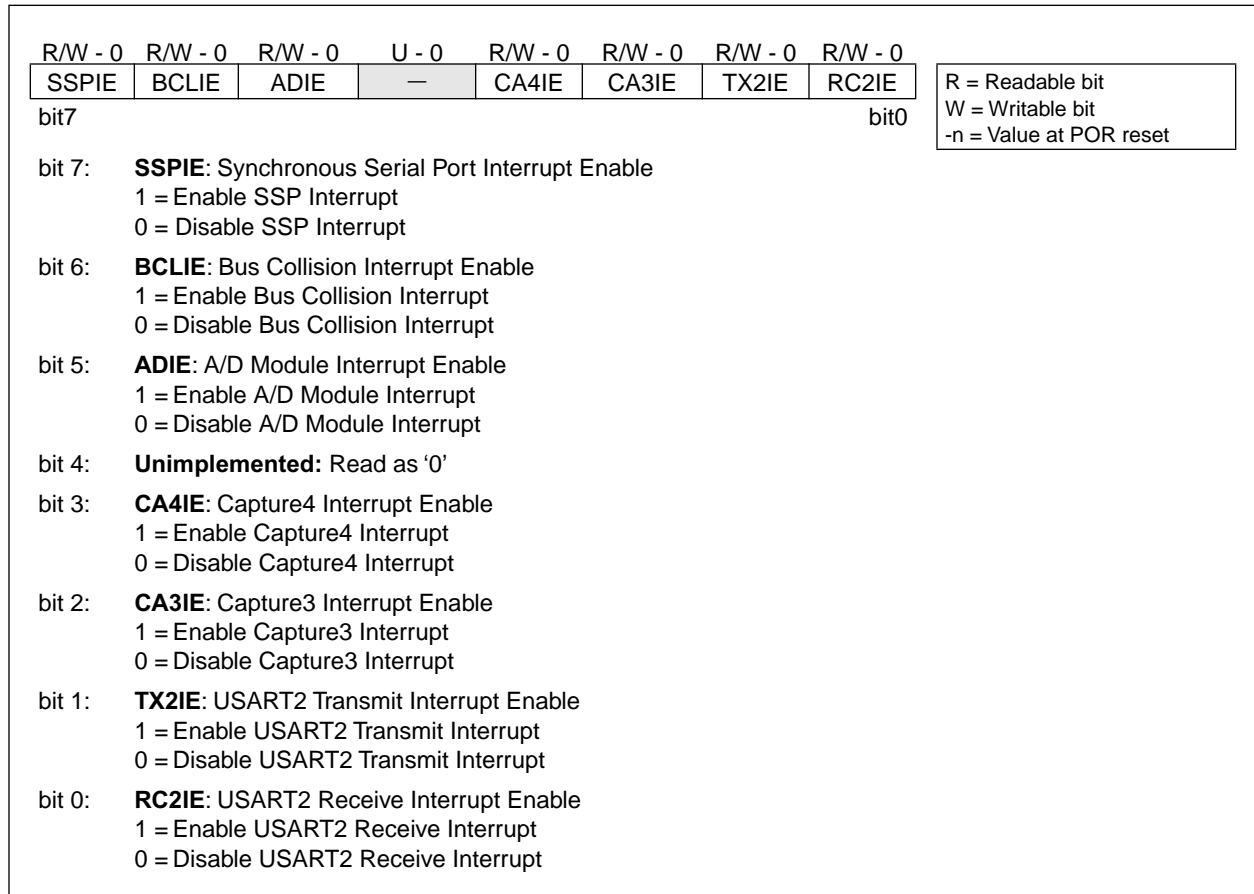 R/W - 0 R/W - 0 R/W - 0 U - 0 R/W - 0 R/W - 0 R/W - 0 R/W - 0
SSPIE BCLIE ADIE — CA4IE CA3IE TX2IE RC2IE
bit7 bit0
R = Readable bit
W = Writable bit
-n = Value at POR reset
bit 7: SSPIE: Synchronous Serial Port Interrupt Enable
1 = Enable SSP Interrupt
0 = Disable SSP Interrupt
bit 6: BCLIE: Bus Collision Interrupt Enable
1 = Enable Bus Collision Interrupt
0 = Disable Bus Collision Interrupt
bit 5: ADIE: A/D Module Interrupt Enable
1 = Enable A/D Module Interrupt
0 = Disable A/D Module Interrupt
bit 4: Unimplemented: Read as ‘0’
bit 3: CA4IE: Capture4 Interrupt Enable
1 = Enable Capture4 Interrupt
0 = Disable Capture4 Interrupt
bit 2: CA3IE: Capture3 Interrupt Enable
1 = Enable Capture3 Interrupt
0 = Disable Capture3 Interrupt
bit 1: TX2IE: USART2 Transmit Interrupt Enable
1 = Enable USART2 Transmit Interrupt
0 = Disable USART2 Transmit Interrupt
bit 0: RC2IE: USART2 Receive Interrupt Enable
1 = Enable USART2 Receive Interrupt
0 = Disable USART2 Receive Interrupt